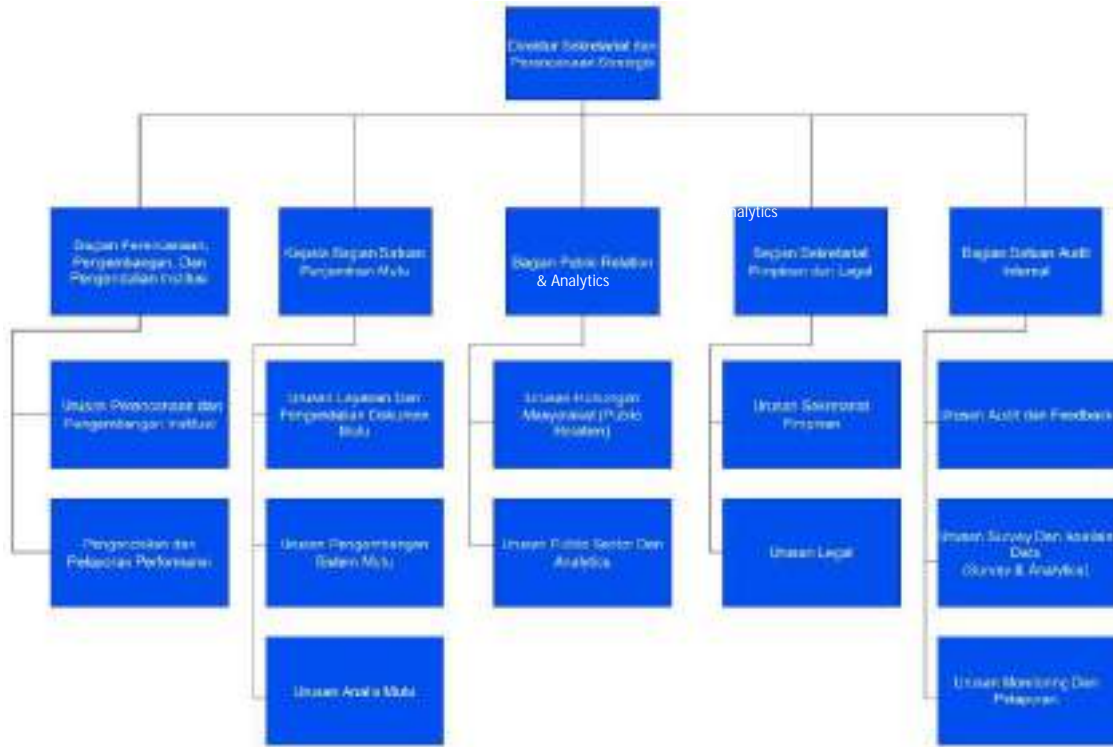 Direktur Sekretariat dan
Perencanaan Strategis
Bagian Perencanaan,
Pengembangan, Dan
Pengendalian Institusi
Kepala Bagian Satuan
Penjaminan Mutu
Bagian Public Relation
& Analytics
nalytics
Bagian Sekretariat
Pimpinan dan Legal
Bagian Satuan Audit
Internal
Urusan Perencanaan dan
Pengembangan Institusi
Urusan Layanan Dan
Pengendalian Dokumen
Mutu
Urusan Hubungan
Masyarakat (Public
Relation)
Urusan Sekretariat
Pimpinan
Urusan Audit dan Feedback
Pengendalian dan
Pelaporan Performansi
Urusan Pengembangan
Sistem Mutu
Urusan Public Sector Dan
Analytics
Urusan Legal
Urusan Survey Dan
Data
(Survey & Analytics)
Urusan Analis Mutu
Urusan Monitoring Dan
Pelaporan